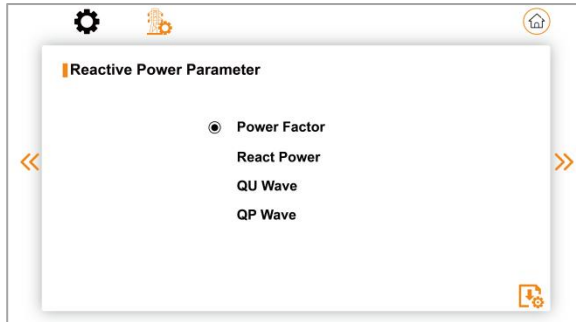 Reactive Power Parameter
Power Factor
React Power
QU Wave
QP Wave